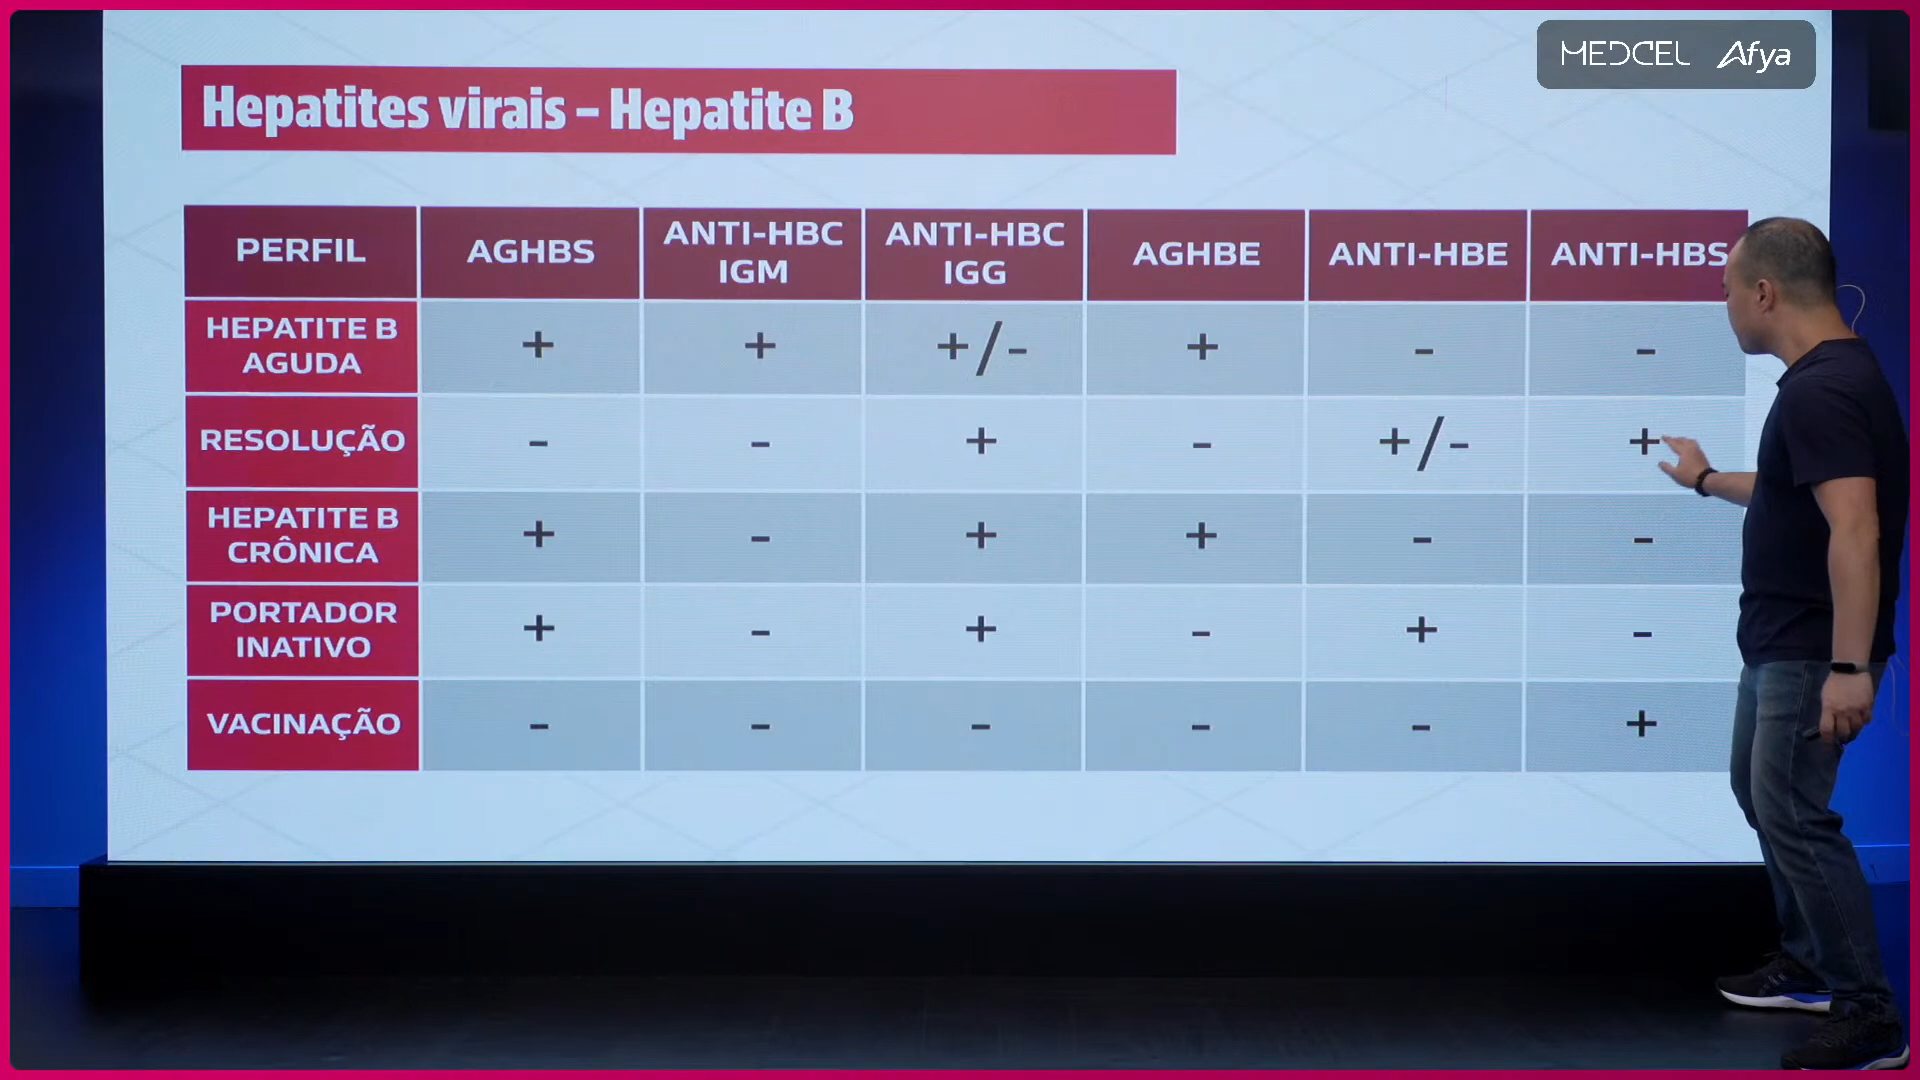 MEDCEL Afya
Hepatites virais – Hepatite B
PERFIL AGHBS ANTI-HBC IGM ANTI-HBC IGG AGHBE ANTI-HBE ANTI-HBS
HEPATITE B AGUDA + + +/- + - -
RESOLUÇÃO - - + - +/- +
HEPATITE B CRÔNICA + - + + - -
PORTADOR INATIVO + - + - + -
VACINAÇÃO - - - - - +